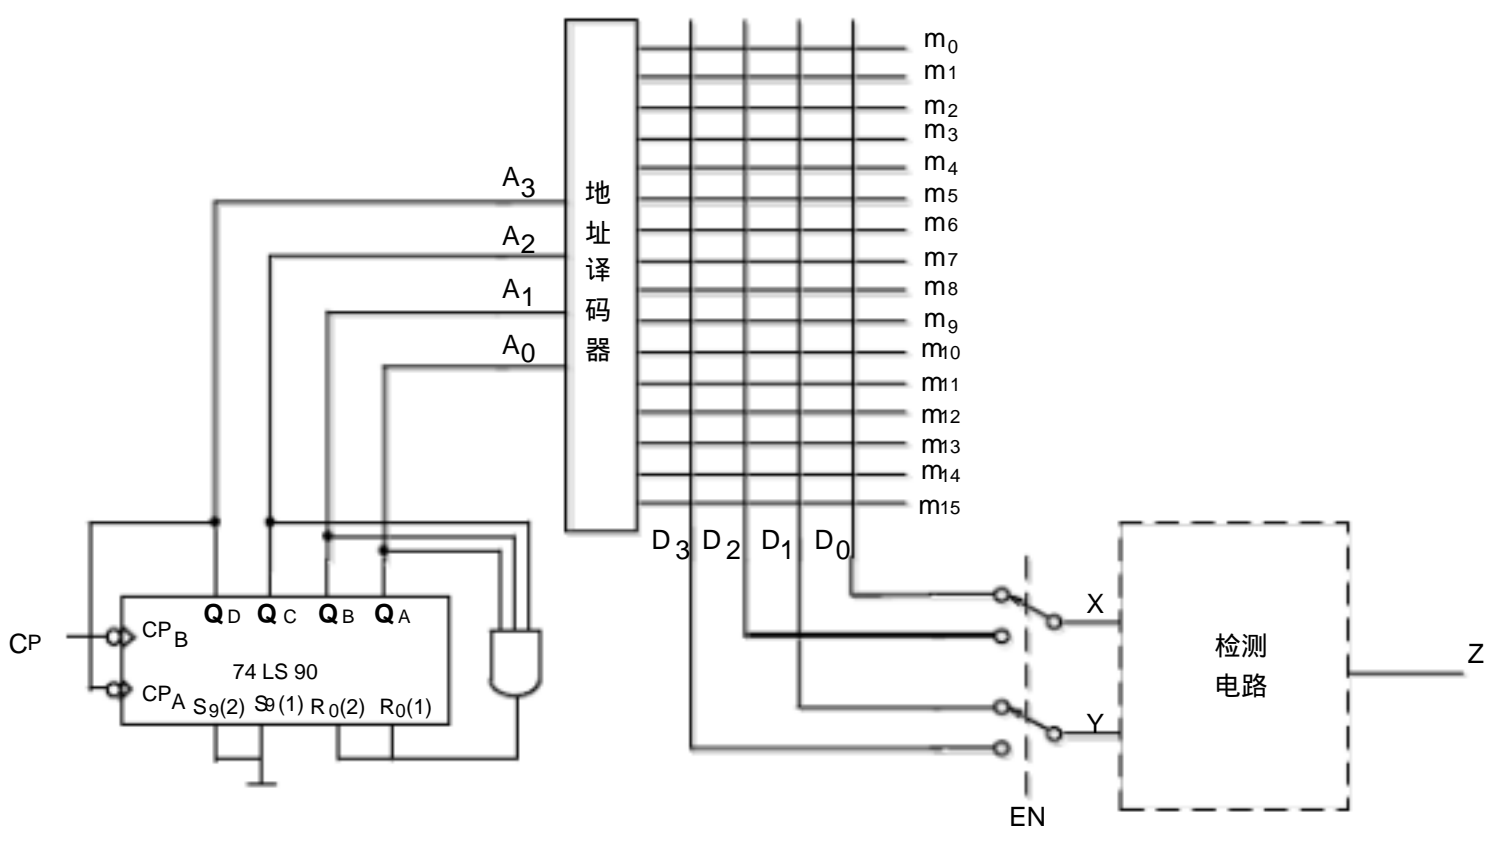 m0
m1
m2
m3
m4
m5
m6
m7
m8
m9
m10
m11
m12
m13
m14
m15
A3
A2
A1
A0
地
址
译
码
器
D3 D2 D1 D0
QD QC QB QA
CP
CPB
74 LS 90
CPA
S9(2) S9(1) R0(2) R0(1)
X
Y
EN
检测
电路
Z